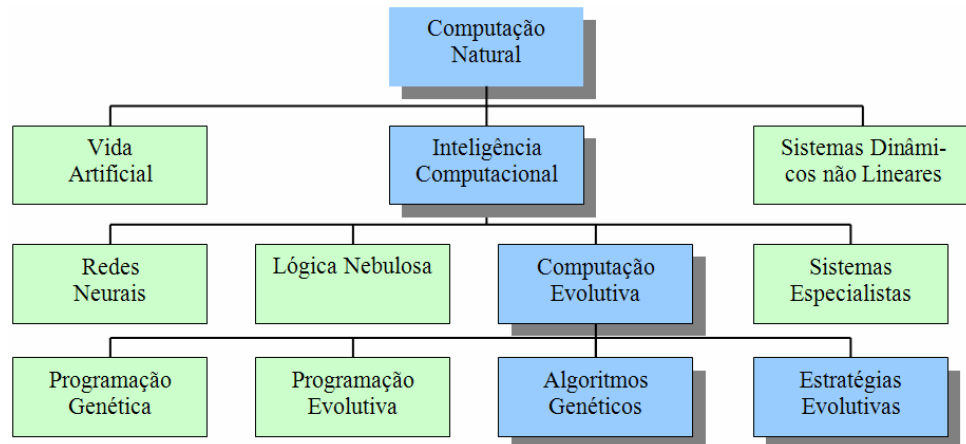 Computação
Natural
Vida
Artificial
Inteligência
Computacional
Sistemas Dinâmi-
cos não Lineares
Redes
Neurais
Lógica Nebulosa
Computação
Evolutiva
Sistemas
Especialistas
Programação
Genética
Programação
Evolutiva
Algoritmos
Genéticos
Estratégias
Evolutivas